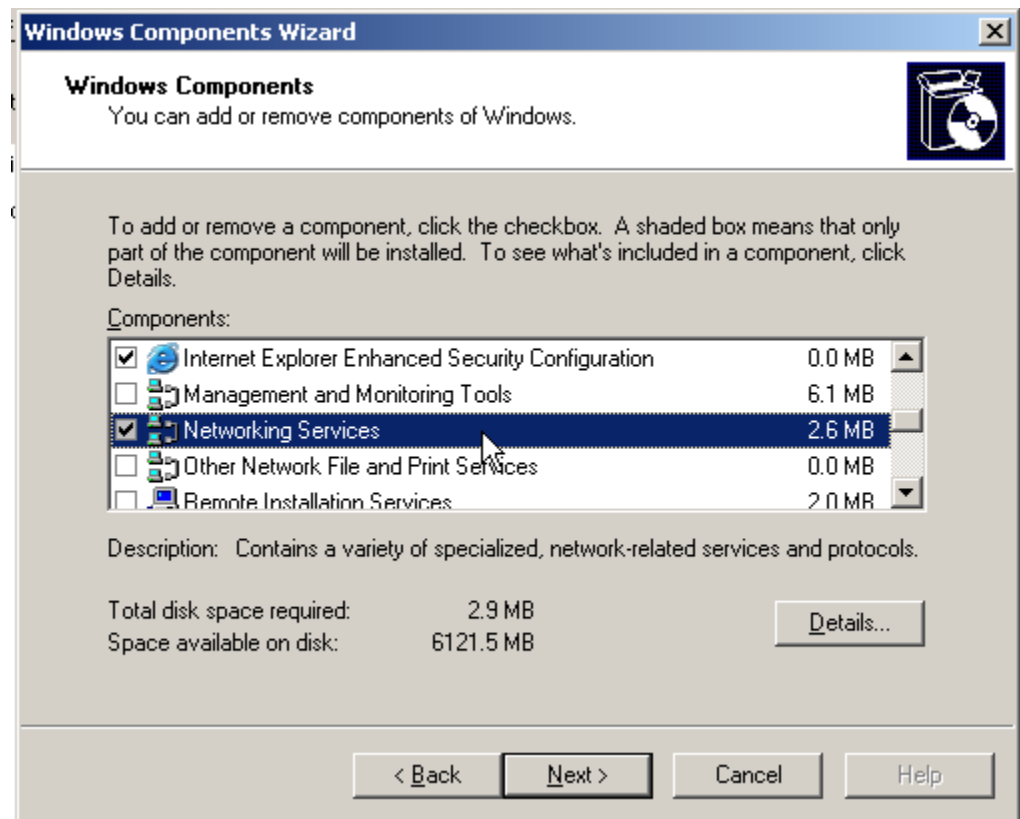 Windows Components Wizard
Windows Components
You can add or remove components of Windows.
To add or remove a component, click the checkbox. A shaded box means that only
part of the component will be installed. To see what's included in a component, click
Details.
Components:
Internet Explorer Enhanced Security Configuration 0.0 MB
Management and Monitoring Tools 6.1 MB
Networking Services 2.6 MB
Other Network File and Print Services 0.0 MB
Remote Installation Services 2.0 MB
Description: Contains a variety of specialized, network-related services and protocols.
Total disk space required: 2.9 MB
Space available on disk: 6121.5 MB
Details...
< Back Next > Cancel Help